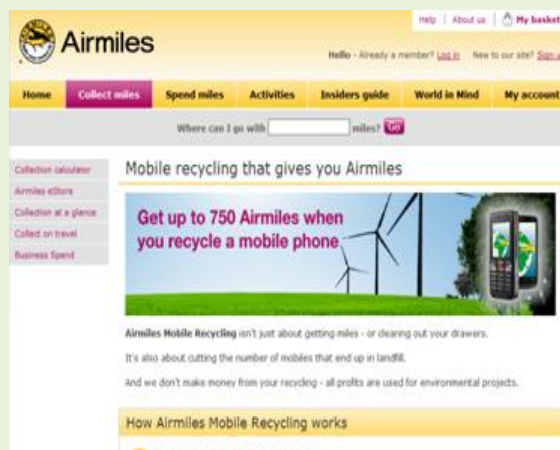 Help | About us | My basket
Airmiles
Hello - Already a member? Log in New to our site? Sign u
Home Collect miles Spend miles Activities Insiders guide World in Mind My account
Where can I go with miles? Go
Collection calculator
Airmiles eStore
Collection at a glance
Collect on travel
Business Spend
Mobile recycling that gives you Airmiles
Get up to 750 Airmiles when
you recycle a mobile phone
Airmiles Mobile Recycling isn't just about getting miles - or clearing out your drawers.
It's also about cutting the number of mobiles that end up in landfill.
And we don't make money from your recycling - all profits are used for environmental projects.
How Airmiles Mobile Recycling works